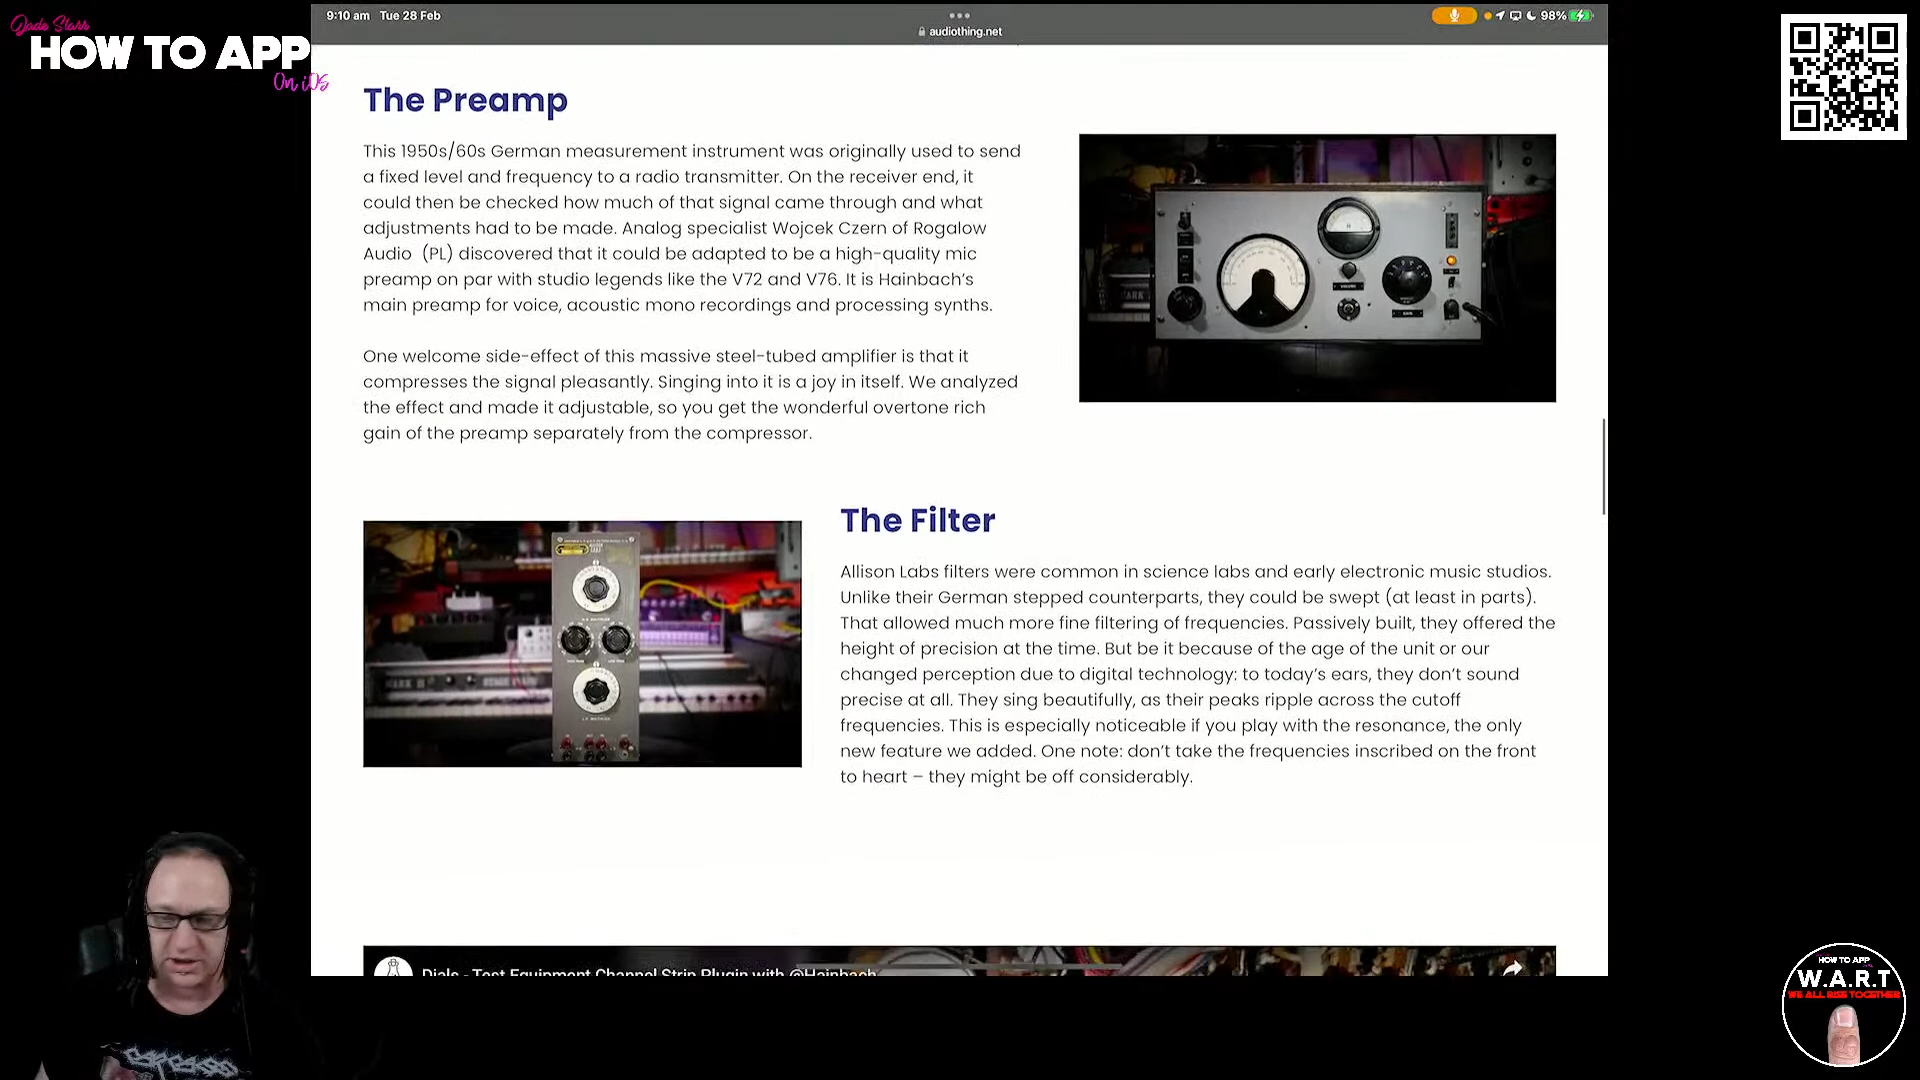 Jade Starr
HOW TO APP
On iOS
9:10 am Tue 28 Feb
98%
audiothing.net
The Preamp
This 1950s/60s German measurement instrument was originally used to send
a fixed level and frequency to a radio transmitter. On the receiver end, it
could then be checked how much of that signal came through and what
adjustments had to be made. Analog specialist Wojcek Czern of Rogalow
Audio (PL) discovered that it could be adapted to be a high-quality mic
preamp on par with studio legends like the V72 and V76. It is Hainbach's
main preamp for voice, acoustic mono recordings and processing synths.
One welcome side-effect of this massive steel-tubed amplifier is that it
compresses the signal pleasantly. Singing into it is a joy in itself. We analyzed
the effect and made it adjustable, so you get the wonderful overtone rich
gain of the preamp separately from the compressor.
The Filter
Allison Labs filters were common in science labs and early electronic music studios.
Unlike their German stepped counterparts, they could be swept (at least in parts).
That allowed much more fine filtering of frequencies. Passively built, they offered the
height of precision at the time. But be it because of the age of the unit or our
changed perception due to digital technology: to today's ears, they don't sound
precise at all. They sing beautifully, as their peaks ripple across the cutoff
frequencies. This is especially noticeable if you play with the resonance, the only
new feature we added. One note: don't take the frequencies inscribed on the front
to heart – they might be off considerably.
Dials - Test Equipment Channel Strip Plugin with @Hainbach
HOW TO APP
W.A.R.T
WE ALL RISE TOGETHER